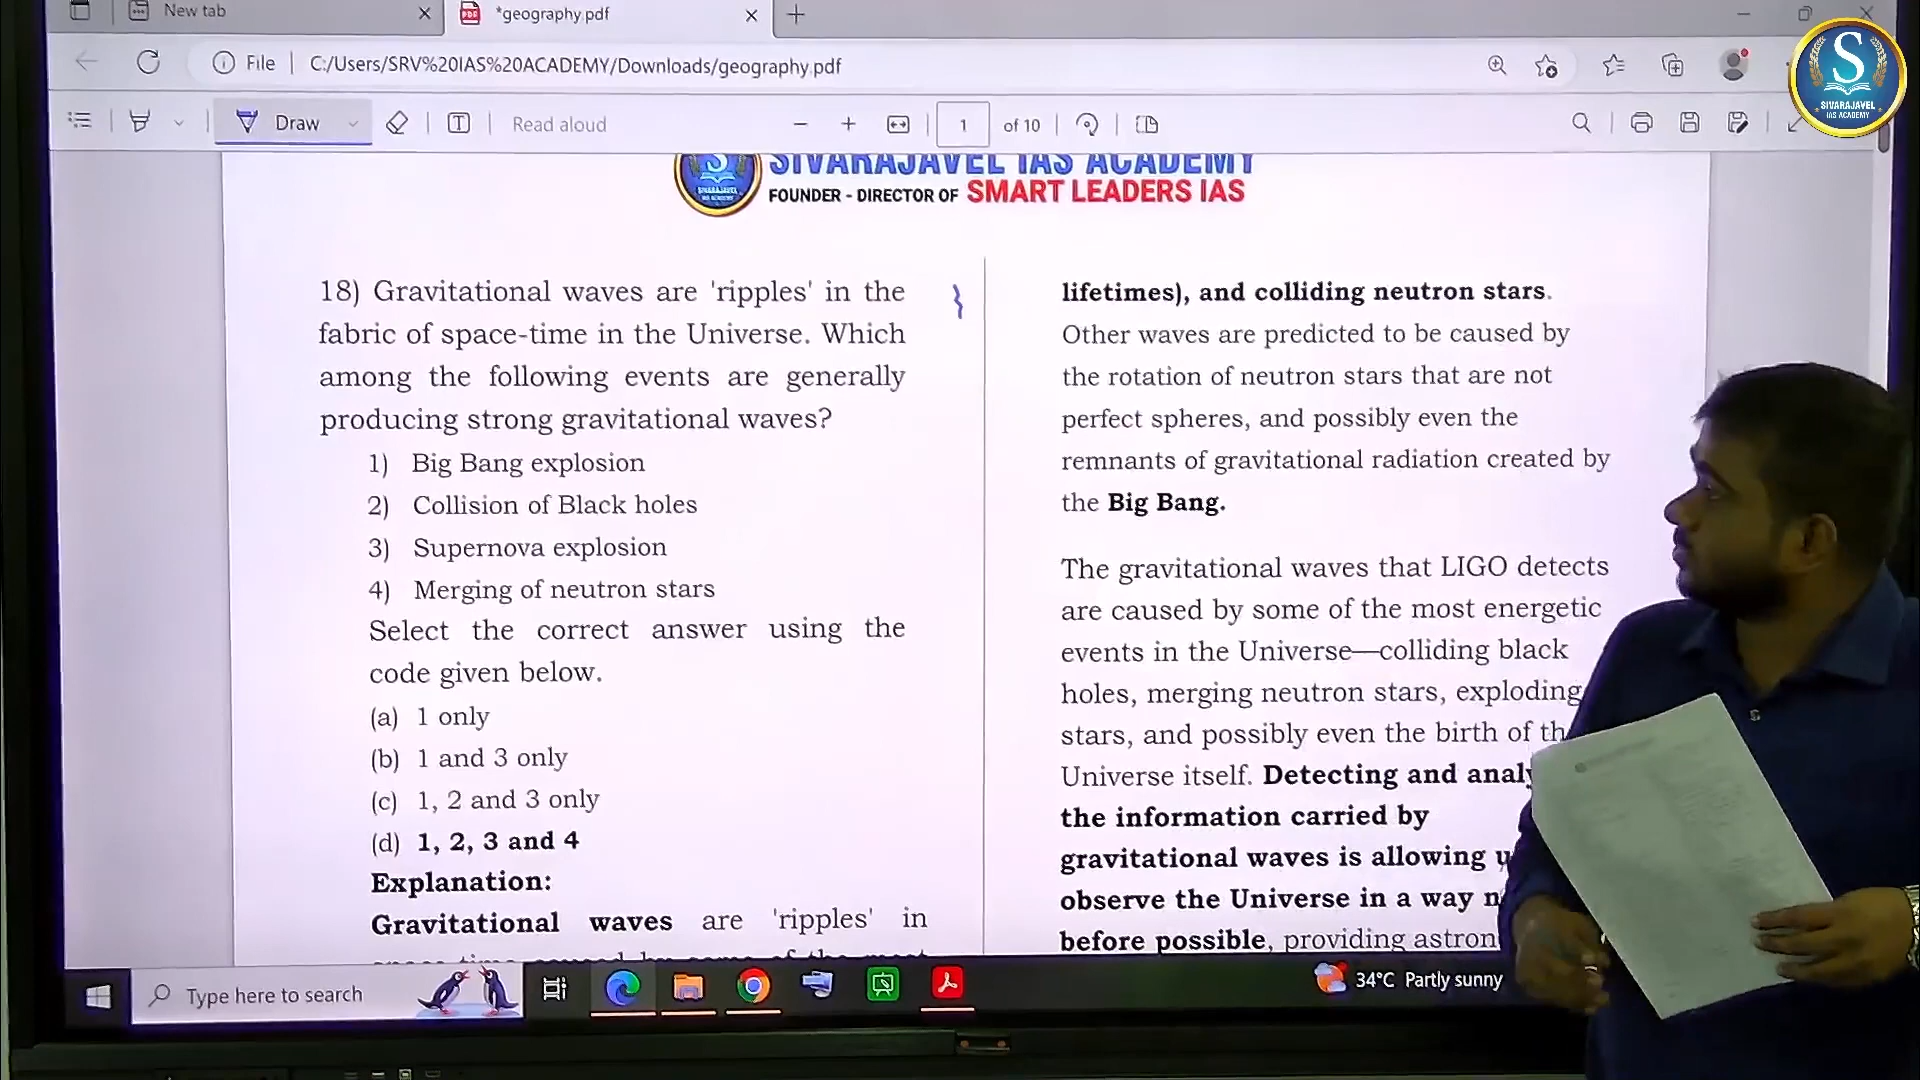 New tab
*geography.pdf
File
C:/Users/SRV%20IAS%20ACADEMY/Downloads/geography.pdf
Draw
Read aloud
1
of 10
S
SIVARAJAVEL
IAS ACADEMY
SIVARAJAVEL IAS ACADEMY
FOUNDER - DIRECTOR OF SMART LEADERS IAS
18) Gravitational waves are 'ripples' in the
fabric of space-time in the Universe. Which
among the following events are generally
producing strong gravitational waves?
1) Big Bang explosion
2) Collision of Black holes
3) Supernova explosion
4) Merging of neutron stars
Select the correct answer using the
code given below.
(a) 1 only
(b) 1 and 3 only
(c) 1, 2 and 3 only
(d) 1, 2, 3 and 4
Explanation:
Gravitational waves are 'ripples' in
lifetimes), and colliding neutron stars.
Other waves are predicted to be caused by
the rotation of neutron stars that are not
perfect spheres, and possibly even the
remnants of gravitational radiation created by
the Big Bang.
The gravitational waves that LIGO detects
are caused by some of the most energetic
events in the Universe—colliding black
holes, merging neutron stars, exploding
stars, and possibly even the birth of th
Universe itself. Detecting and analy
the information carried by
gravitational waves is allowing u
observe the Universe in a way n
before possible, providing astron
Type here to search
34°C Partly sunny